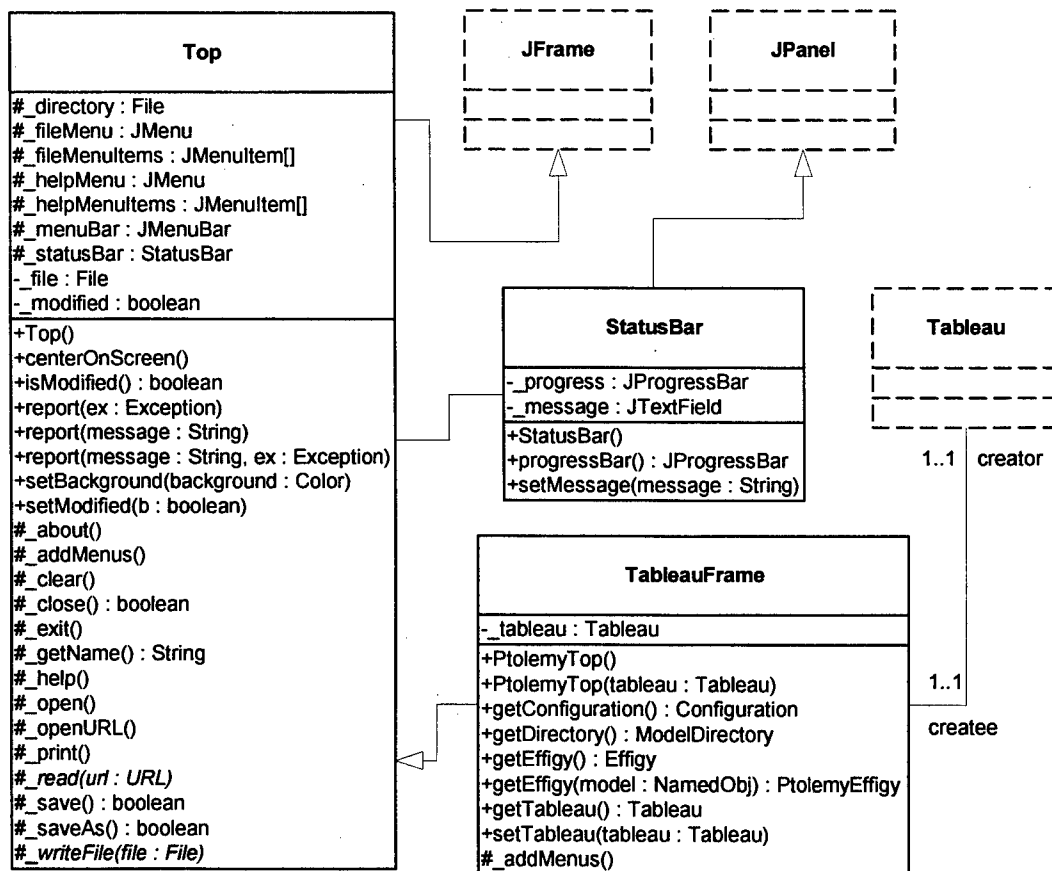 Top
#_directory : File
#_fileMenu : JMenu
#_fileMenuItems : JMenuItem[]
#_helpMenu : JMenu
#_helpMenuItems : JMenuItem[]
#_menuBar : JMenuBar
#_statusBar : StatusBar
-_file : File
-_modified : boolean
+Top()
+centerOnScreen()
+isModified() : boolean
+report(ex : Exception)
+report(message : String)
+report(message : String, ex : Exception)
+setBackground(background : Color)
+setModified(b : boolean)
#_about()
#_addMenus()
#_clear()
#_close() : boolean
#_exit()
#_getName() : String
#_help()
#_open()
#_openURL()
#_print()
#_read(url : URL)
#_save() : boolean
#_saveAs() : boolean
#_writeFile(file : File)
JFrame
JPanel
StatusBar
-_progress : JProgressBar
-_message : JTextField
+StatusBar()
+progressBar() : JProgressBar
+setMessage(message : String)
Tableau
1..1 creator
TableauFrame
-_tableau : Tableau
+PtolemyTop()
+PtolemyTop(tableau : Tableau)
+getConfiguration() : Configuration
+getDirectory() : ModelDirectory
+getEffigy() : Effigy
+getEffigy(model : NamedObj) : PtolemyEffigy
+getTableau() : Tableau
+setTableau(tableau : Tableau)
#_addMenus()
1..1
createe